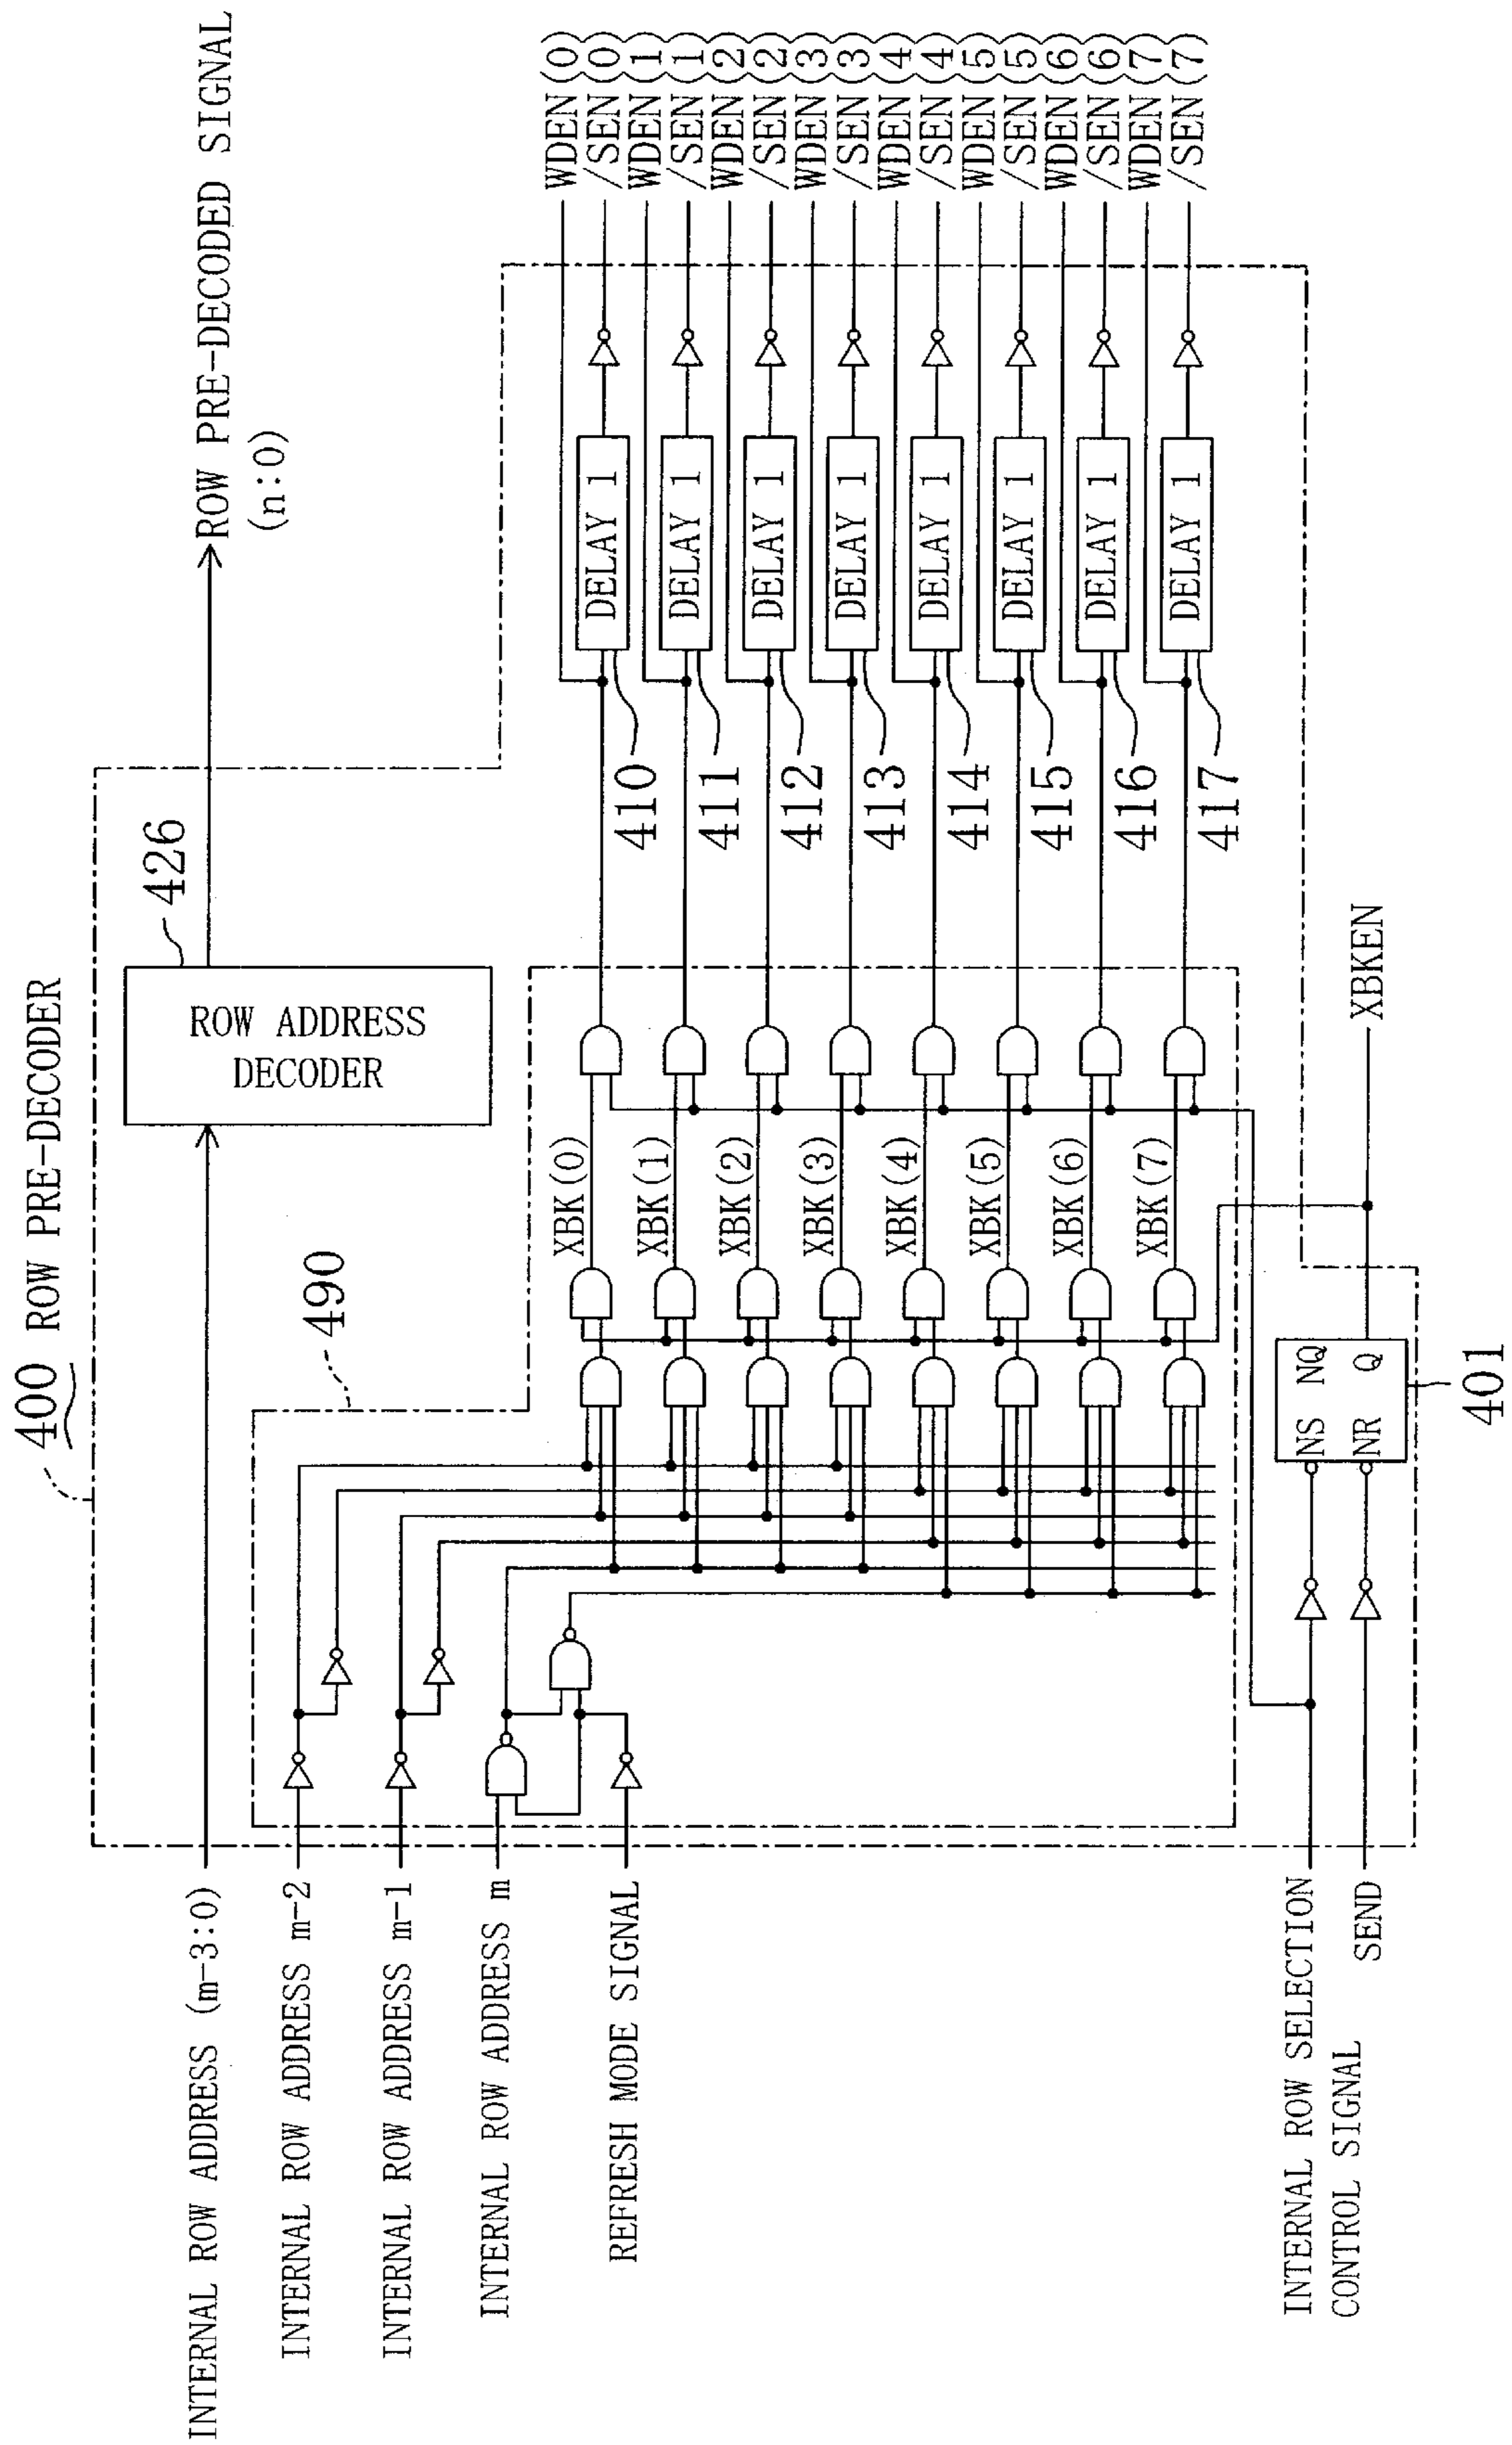 400 ROW PRE-DECODER
INTERNAL ROW ADDRESS (m-3:0)
ROW ADDRESS
DECODER
426
ROW PRE-DECODED SIGNAL
(n:0)
490
INTERNAL ROW ADDRESS m-2
INTERNAL ROW ADDRESS m-1
INTERNAL ROW ADDRESS m
REFRESH MODE SIGNAL
XBK(0)
XBK(1)
XBK(2)
XBK(3)
XBK(4)
XBK(5)
XBK(6)
XBK(7)
410
411
412
413
414
415
416
417
DELAY 1
DELAY 1
DELAY 1
DELAY 1
DELAY 1
DELAY 1
DELAY 1
DELAY 1
WDEN(0)
/SEN(0)
WDEN(1)
/SEN(1)
WDEN(2)
/SEN(2)
WDEN(3)
/SEN(3)
WDEN(4)
/SEN(4)
WDEN(5)
/SEN(5)
WDEN(6)
/SEN(6)
WDEN(7)
/SEN(7)
INTERNAL ROW SELECTION
CONTROL SIGNAL
SEND
NS NQ
NR Q
401
XBKEN